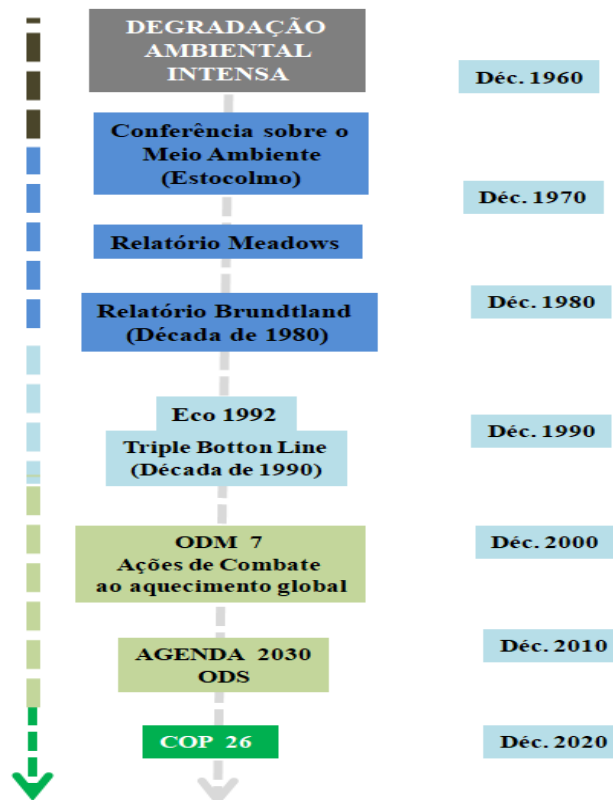 DEGRADAÇÃO
AMBIENTAL
INTENSA
Déc. 1960
Conferência sobre o
Meio Ambiente
(Estocolmo)
Déc. 1970
Relatório Meadows
Relatório Brundtland
(Década de 1980)
Déc. 1980
Eco 1992
Triple Botton Line
(Década de 1990)
Déc. 1990
ODM 7
Ações de Combate
ao aquecimento global
Déc. 2000
AGENDA 2030
ODS
Déc. 2010
COP 26
Déc. 2020